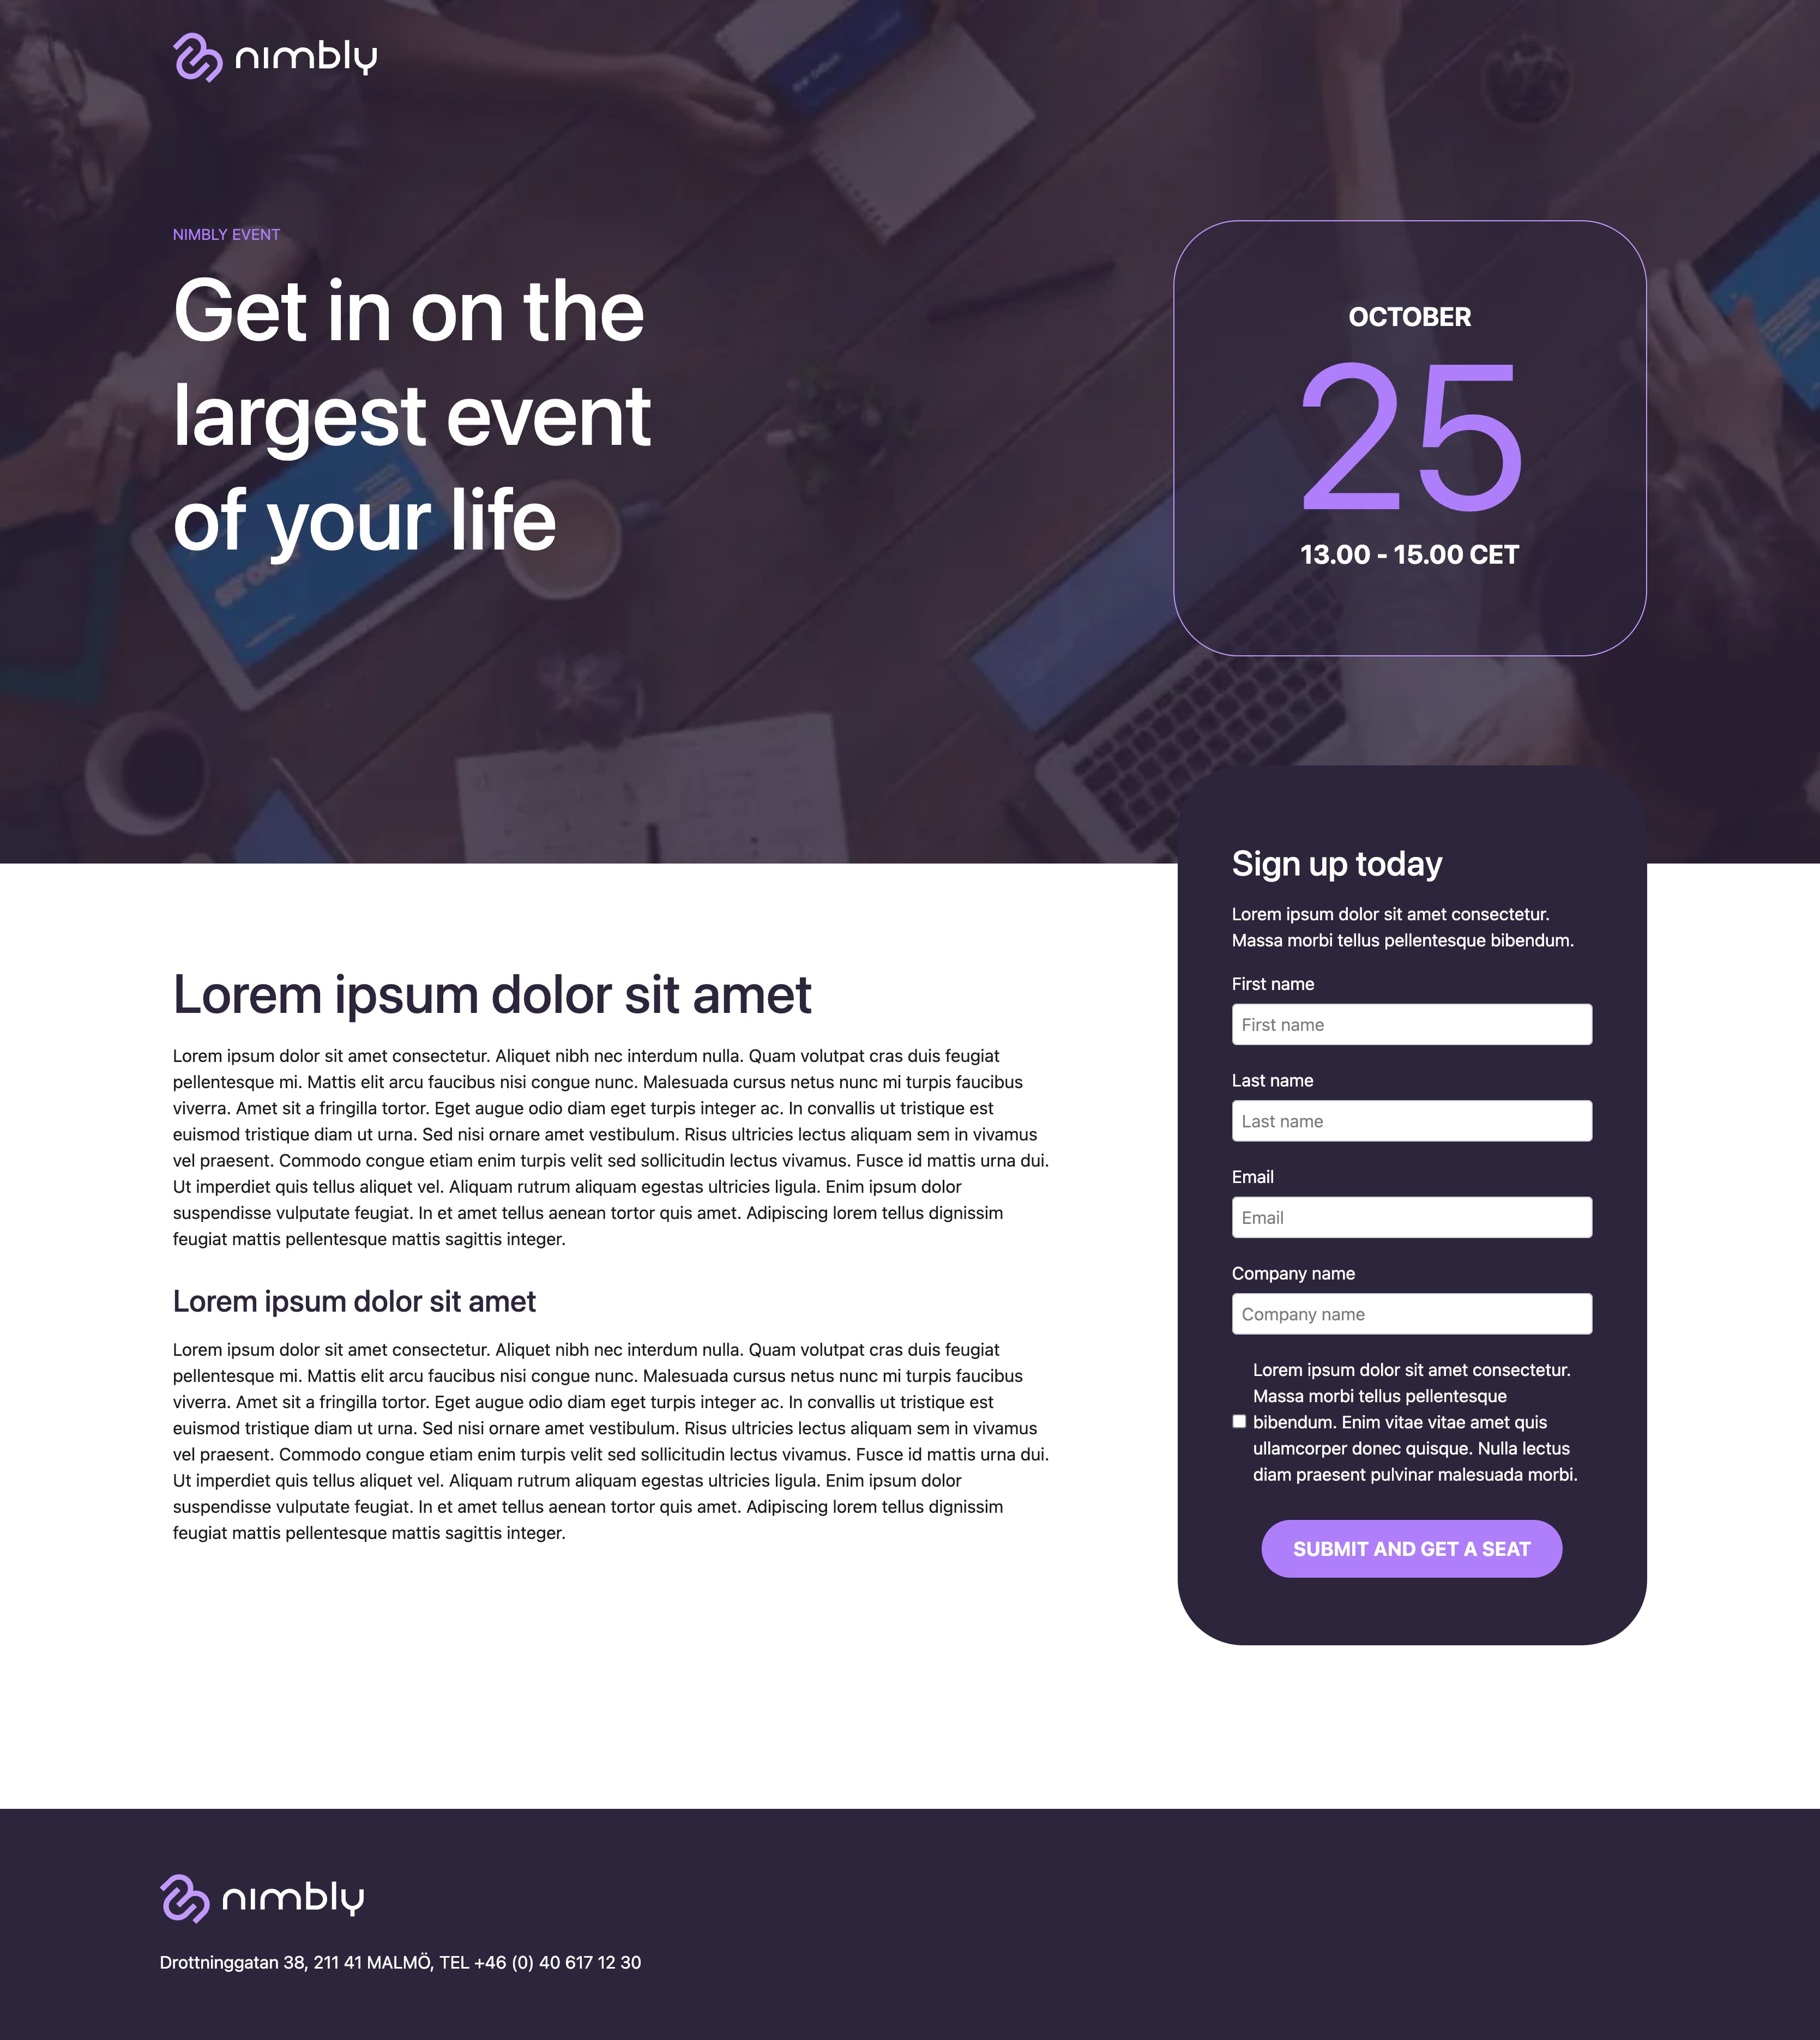 nimbly
NIMBLY EVENT
Get in on the
largest event
of your life
OCTOBER
25
13.00 - 15.00 CET
Lorem ipsum dolor sit amet
Lorem ipsum dolor sit amet consectetur. Aliquet nibh nec interdum nulla. Quam volutpat cras duis feugiat
pellentesque mi. Mattis elit arcu faucibus nisi congue nunc. Malesuada cursus netus nunc mi turpis faucibus
viverra. Amet sit a fringilla tortor. Eget augue odio diam eget turpis integer ac. In convallis ut tristique est
euismod tristique diam ut urna. Sed nisi ornare amet vestibulum. Risus ultricies lectus aliquam sem in vivamus
vel praesent. Commodo congue etiam enim turpis velit sed sollicitudin lectus vivamus. Fusce id mattis urna dui.
Ut imperdiet quis tellus aliquet vel. Aliquam rutrum aliquam egestas ultricies ligula. Enim ipsum dolor
suspendisse vulputate feugiat. In et amet tellus aenean tortor quis amet. Adipiscing lorem tellus dignissim
feugiat mattis pellentesque mattis sagittis integer.
Lorem ipsum dolor sit amet
Lorem ipsum dolor sit amet consectetur. Aliquet nibh nec interdum nulla. Quam volutpat cras duis feugiat
pellentesque mi. Mattis elit arcu faucibus nisi congue nunc. Malesuada cursus netus nunc mi turpis faucibus
viverra. Amet sit a fringilla tortor. Eget augue odio diam eget turpis integer ac. In convallis ut tristique est
euismod tristique diam ut urna. Sed nisi ornare amet vestibulum. Risus ultricies lectus aliquam sem in vivamus
vel praesent. Commodo congue etiam enim turpis velit sed sollicitudin lectus vivamus. Fusce id mattis urna dui.
Ut imperdiet quis tellus aliquet vel. Aliquam rutrum aliquam egestas ultricies ligula. Enim ipsum dolor
suspendisse vulputate feugiat. In et amet tellus aenean tortor quis amet. Adipiscing lorem tellus dignissim
feugiat mattis pellentesque mattis sagittis integer.
Sign up today
Lorem ipsum dolor sit amet consectetur.
Massa morbi tellus pellentesque bibendum.
First name
First name
Last name
Last name
Email
Email
Company name
Company name
Lorem ipsum dolor sit amet consectetur.
Massa morbi tellus pellentesque
bibendum. Enim vitae vitae amet quis
ullamcorper donec quisque. Nulla lectus
diam praesent pulvinar malesuada morbi.
SUBMIT AND GET A SEAT
nimbly
Drottninggatan 38, 211 41 MALMÖ, TEL +46 (0) 40 617 12 30